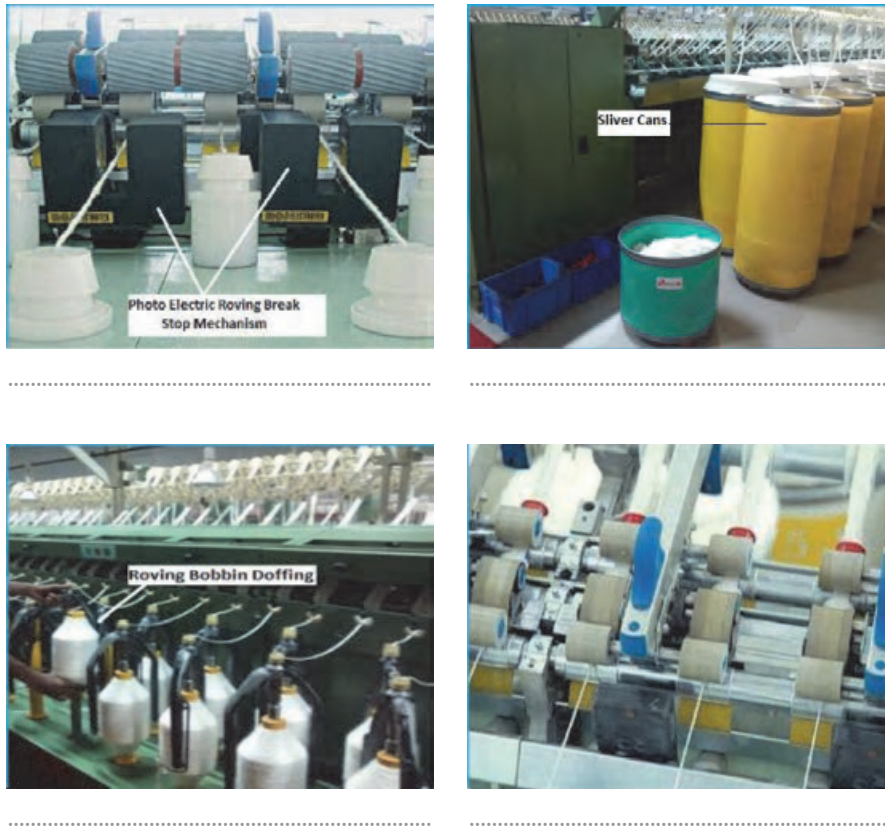 Photo Electric Roving Break
Stop Mechanism
Sliver Cans.
Roving Bobbin Doffing